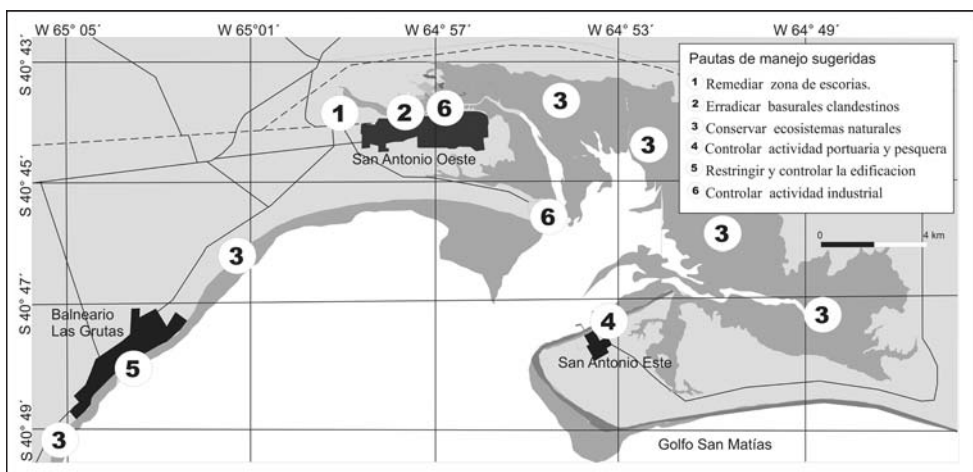 W 65° 05´ W 65° 01´ W 64° 57´ W 64° 53´ W 64° 49´
S 40° 43´
S 40° 45´
S 40° 47´
S 40° 49´
Pautas de manejo sugeridas
1 Remediar zona de escorias.
2 Erradicar basurales clandestinos
3 Conservar ecosistemas naturales
4 Controlar actividad portuaria y pesquera
5 Restringir y controlar la edificacion
6 Controlar actividad industrial
0 4 km
1
2
6
3
3
San Antonio Oeste
6
3
3
3
Balneario
Las Grutas
4
5
San Antonio Este
3
Golfo San Matías